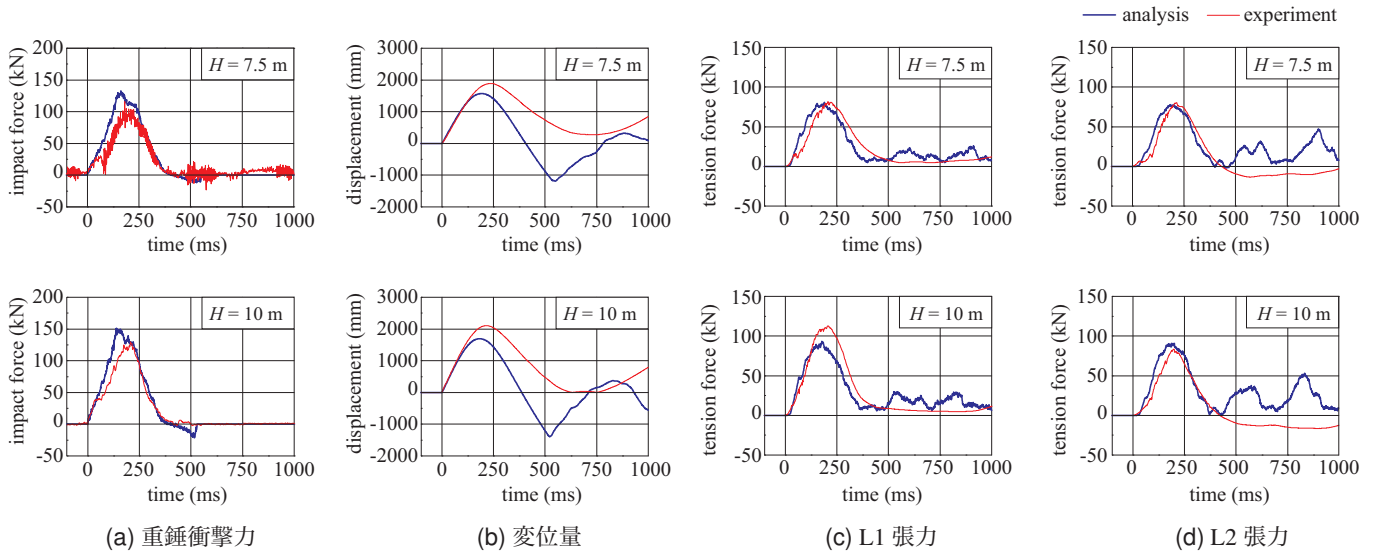 analysis experiment
impact force (kN)
200
150
100
50
0
-50
H = 7.5 m
0 250 500 750 1000
time (ms)
displacement (mm)
3000
2000
1000
0
-1000
-2000
H = 7.5 m
0 250 500 750 1000
time (ms)
tension force (kN)
150
100
50
0
-50
H = 7.5 m
0 250 500 750 1000
time (ms)
tension force (kN)
150
100
50
0
-50
H = 7.5 m
0 250 500 750 1000
time (ms)
impact force (kN)
200
150
100
50
0
-50
H = 10 m
0 250 500 750 1000
time (ms)
displacement (mm)
3000
2000
1000
0
-1000
-2000
H = 10 m
0 250 500 750 1000
time (ms)
tension force (kN)
150
100
50
0
-50
H = 10 m
0 250 500 750 1000
time (ms)
tension force (kN)
150
100
50
0
-50
H = 10 m
0 250 500 750 1000
time (ms)
(a) 重錘衝撃力
(b) 変位量
(c) L1 張力
(d) L2 張力